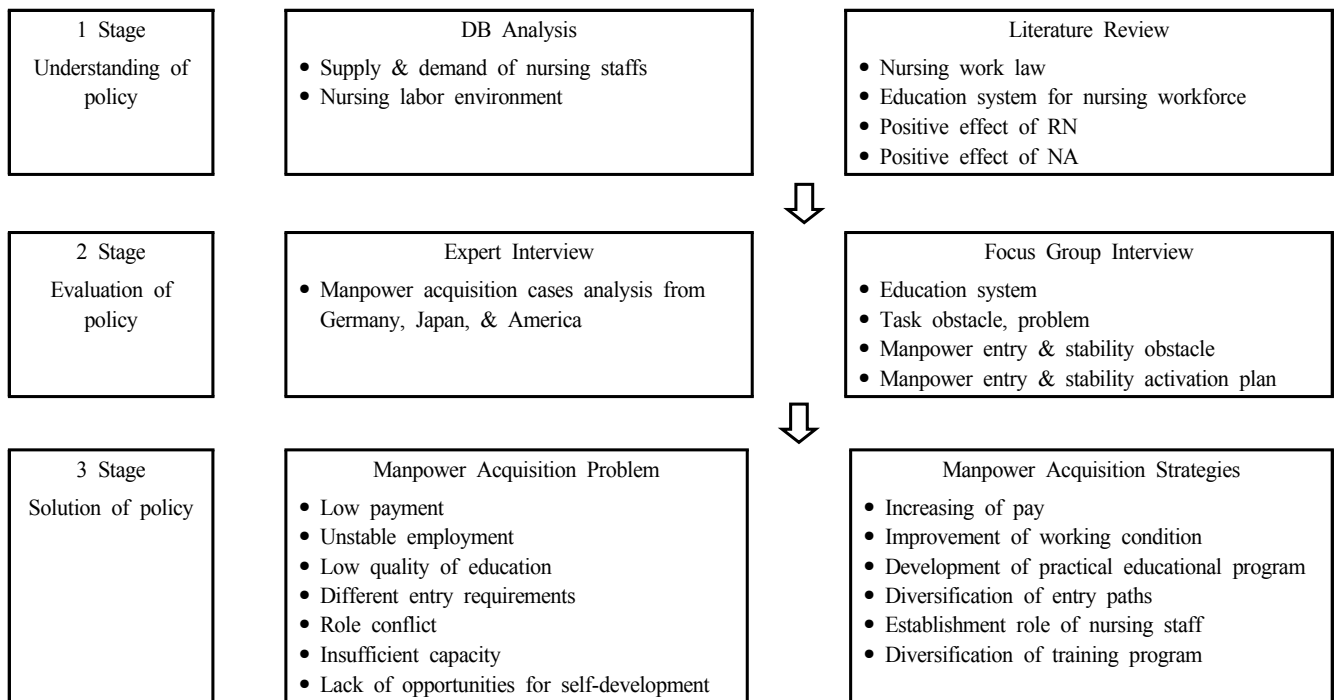 1 Stage
Understanding of
policy
DB Analysis
• Supply & demand of nursing staffs
• Nursing labor environment
Literature Review
• Nursing work law
• Education system for nursing workforce
• Positive effect of RN
• Positive effect of NA
2 Stage
Evaluation of
policy
Expert Interview
• Manpower acquisition cases analysis from
Germany, Japan, & America
Focus Group Interview
• Education system
• Task obstacle, problem
• Manpower entry & stability obstacle
• Manpower entry & stability activation plan
3 Stage
Solution of policy
Manpower Acquisition Problem
• Low payment
• Unstable employment
• Low quality of education
• Different entry requirements
• Role conflict
• Insufficient capacity
• Lack of opportunities for self-development
Manpower Acquisition Strategies
• Increasing of pay
• Improvement of working condition
• Development of practical educational program
• Diversification of entry paths
• Establishment role of nursing staff
• Diversification of training program